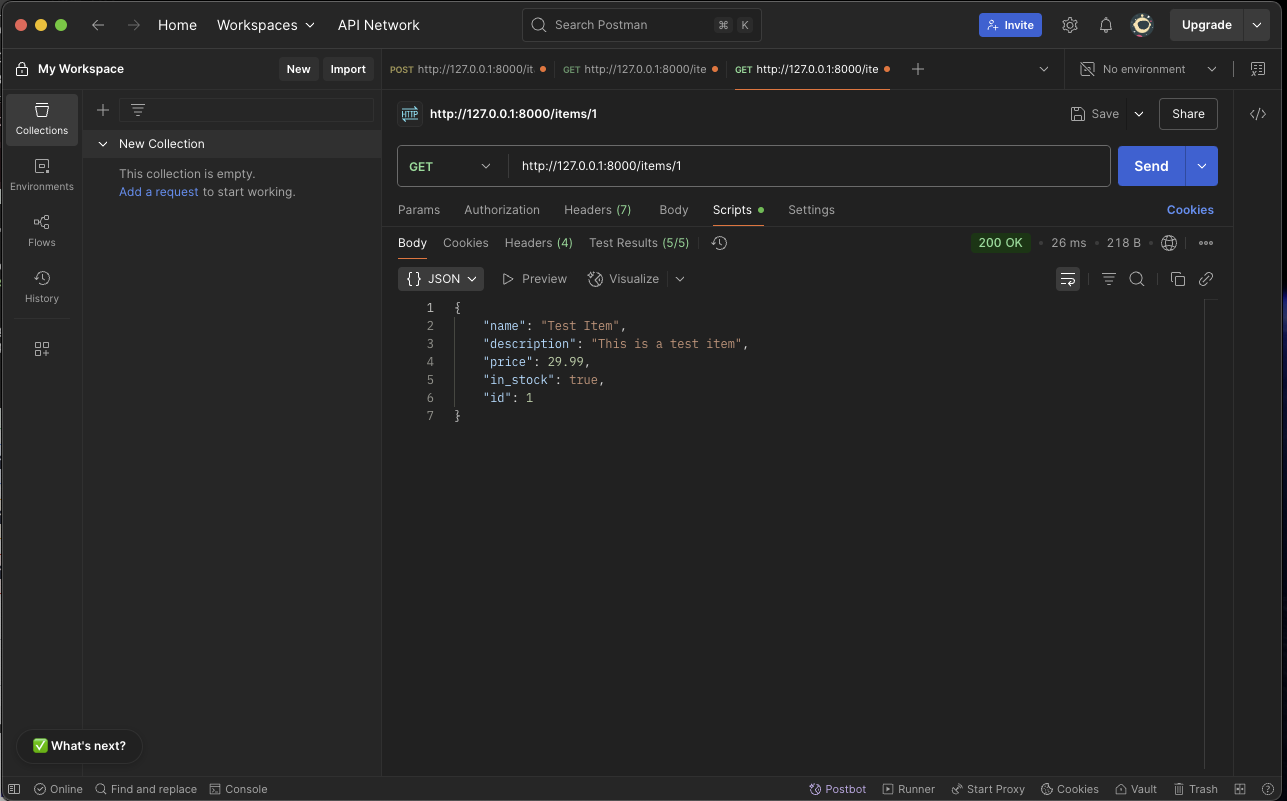 Home Workspaces API Network Search Postman ⌘ K Invite Upgrade
My Workspace New Import POST http://127.0.0.1:8000/it GET http://127.0.0.1:8000/ite GET http://127.0.0.1:8000/ite No environment
Collections
Environments
Flows
History
New Collection
This collection is empty.
Add a request to start working.
HTTP http://127.0.0.1:8000/items/1 Save Share
GET http://127.0.0.1:8000/items/1 Send
Params Authorization Headers (7) Body Scripts Settings Cookies
Body Cookies Headers (4) Test Results (5/5) 200 OK 26 ms 218 B
{} JSON Preview Visualize
1 {
2 "name": "Test Item",
3 "description": "This is a test item",
4 "price": 29.99,
5 "in_stock": true,
6 "id": 1
7 }
✅ What's next?
Online Find and replace Console Postbot Runner Start Proxy Cookies Vault Trash